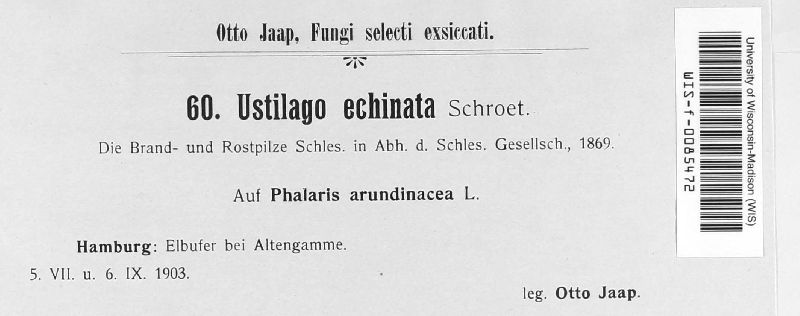 Otto Jaap, Fungi selecti exsiccati.
60. Ustilago echinata Schroet.
Die Brand- und Rostpilze Schles. in Abh. d. Schles. Gesellsch., 1869.
Auf Phalaris arundinacea L.
Hamburg: Elbufer bei Altengamme.
5. VII. u. 6. IX. 1903.
leg. Otto Jaap.
University of Wisconsin-Madison (WIS)
WIS-f-0085472